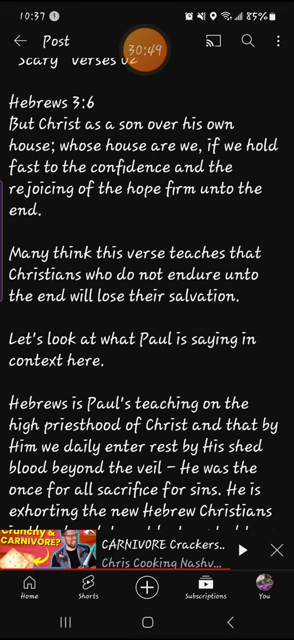 10:37
85%
Post
30:49
"Scary" verses 02
Hebrews 3:6
But Christ as a son over his own
house; whose house are we, if we hold
fast to the confidence and the
rejoicing of the hope firm unto the
end.
Many think this verse teaches that
Christians who do not endure unto
the end will lose their salvation.
Let's look at what Paul is saying in
context here.
Hebrews is Paul's teaching on the
high priesthood of Christ and that by
Him we daily enter rest by His shed
blood beyond the veil – He was the
once for all sacrifice for sins. He is
exhorting the new Hebrew Christians
Crunchy &
CARNIVORE?
CARNIVORE Crackers..
Chris Cooking Nashv...
Home
Shorts
Subscriptions
You